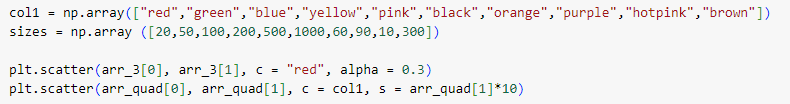 col1 = np.array(["red","green","blue","yellow","pink","black","orange","purple","hotpink","brown"])
sizes = np.array ([20,50,100,200,500,1000,60,90,10,300])
plt.scatter(arr_3[0], arr_3[1], c = "red", alpha = 0.3)
plt.scatter(arr_quad[0], arr_quad[1], c = col1, s = arr_quad[1]*10)